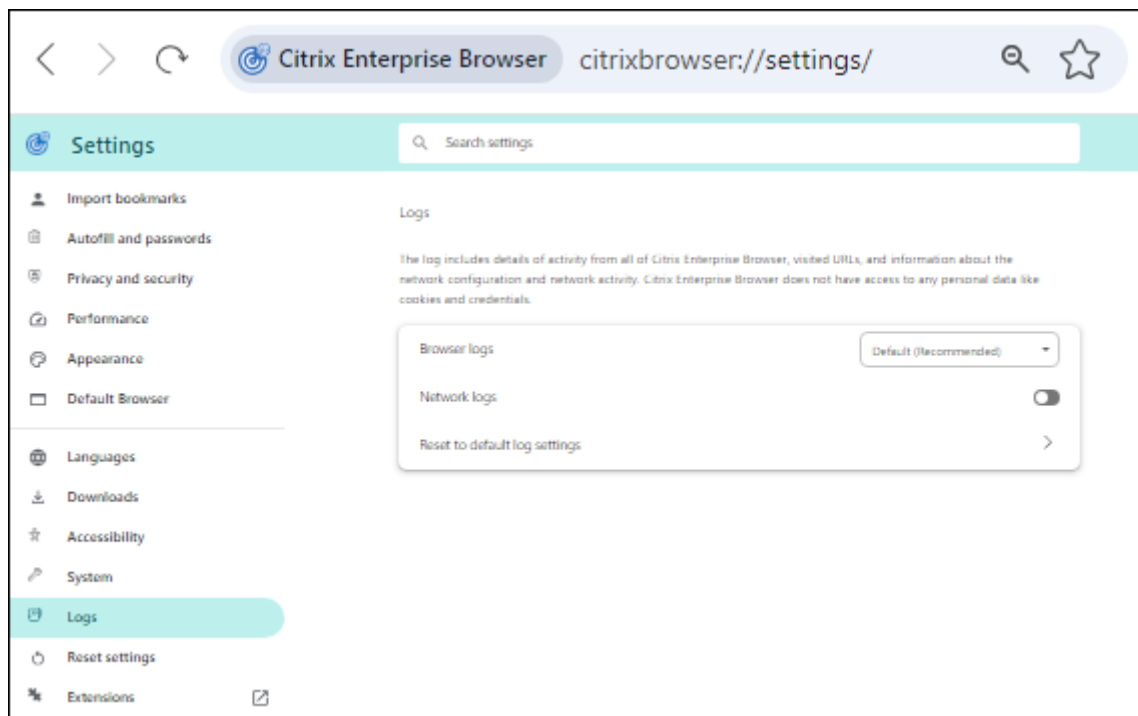 Citrix Enterprise Browser citrixbrowser://settings/
Settings
Search settings
Import bookmarks
Autofill and passwords
Privacy and security
Performance
Appearance
Default Browser
Languages
Downloads
Accessibility
System
Logs
Reset settings
Extensions
Logs
The log includes details of activity from all of Citrix Enterprise Browser, visited URLs, and information about the
network configuration and network activity. Citrix Enterprise Browser does not have access to any personal data like
cookies and credentials.
Browser logs Default (Recommended)
Network logs
Reset to default log settings